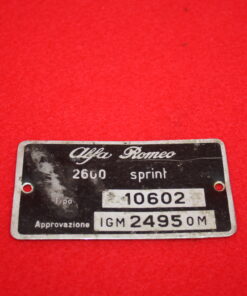 Alfa Romeo
2600 sprint
Tipo 10602
Approvazione IGM 2495 OM